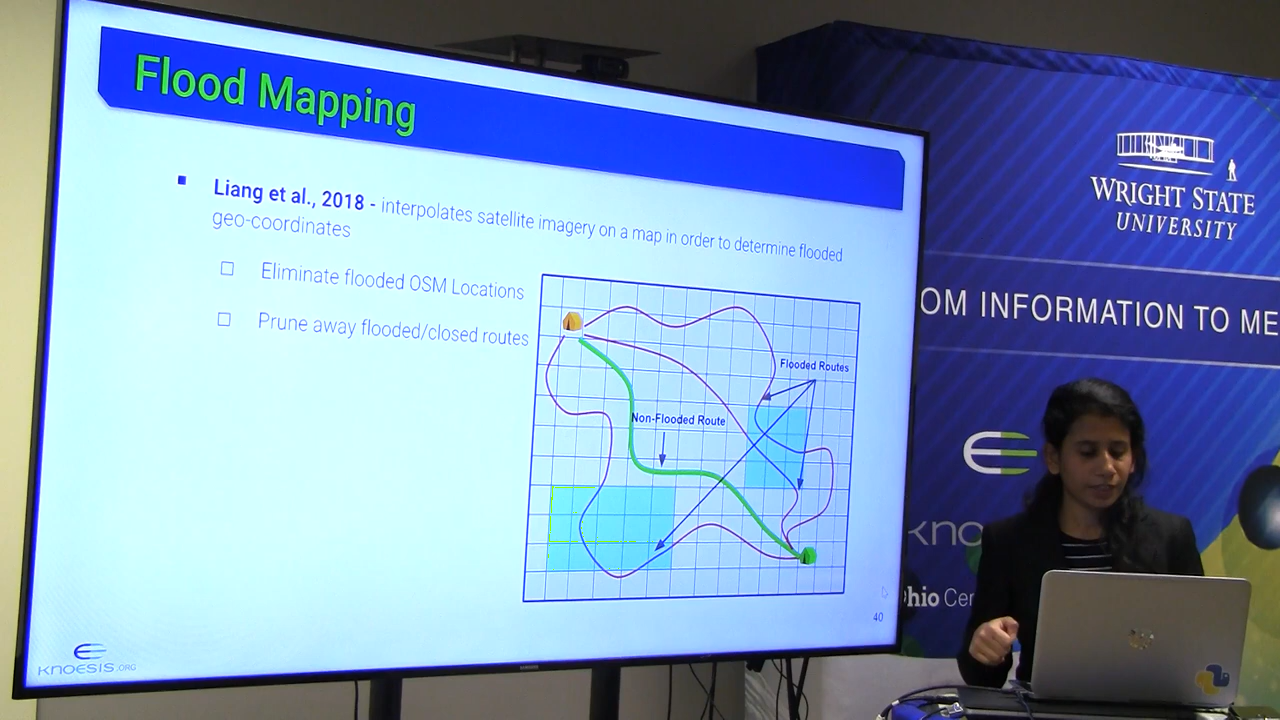 Flood Mapping
Liang et al., 2018 - interpolates satellite imagery on a map in order to determine flooded
geo-coordinates
Eliminate flooded OSM Locations
Prune away flooded/closed routes
Flooded Routes
Non-Flooded Route
40
KNOESIS.ORG
WRIGHT STATE
UNIVERSITY
OM INFORMATION TO ME
KNO
hio Cen